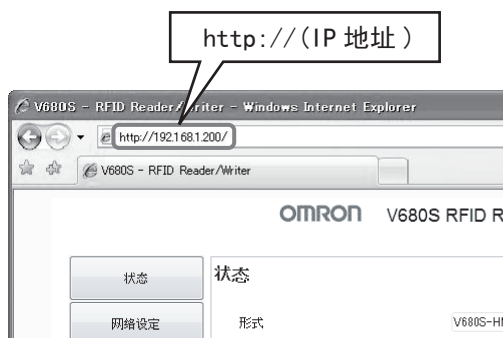 http://(IP 地址)
V680S - RFID Reader/Writer - Windows Internet Explorer
http://192.168.1.200/
V680S - RFID Reader/Writer
OMRON V680S RFID R
状态 状态
网络设定 形式 V680S-H